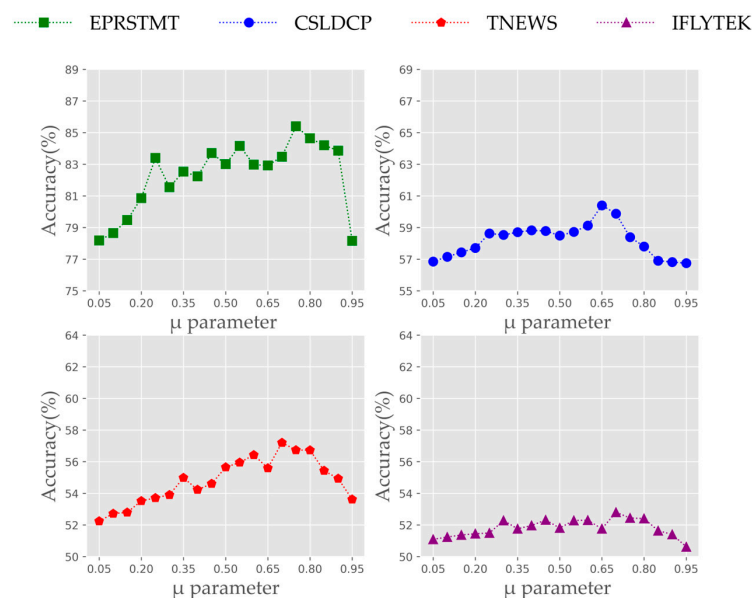 EPRSTMT CSLDCP TNEWS IFLYTEK
89
87
85
83
81
79
77
75
Accuracy(%)
0.05 0.20 0.35 0.50 0.65 0.80 0.95
μ parameter
69
67
65
63
61
59
57
55
Accuracy(%)
0.05 0.20 0.35 0.50 0.65 0.80 0.95
μ parameter
64
62
60
58
56
54
52
50
Accuracy(%)
0.05 0.20 0.35 0.50 0.65 0.80 0.95
μ parameter
64
62
60
58
56
54
52
50
Accuracy(%)
0.05 0.20 0.35 0.50 0.65 0.80 0.95
μ parameter